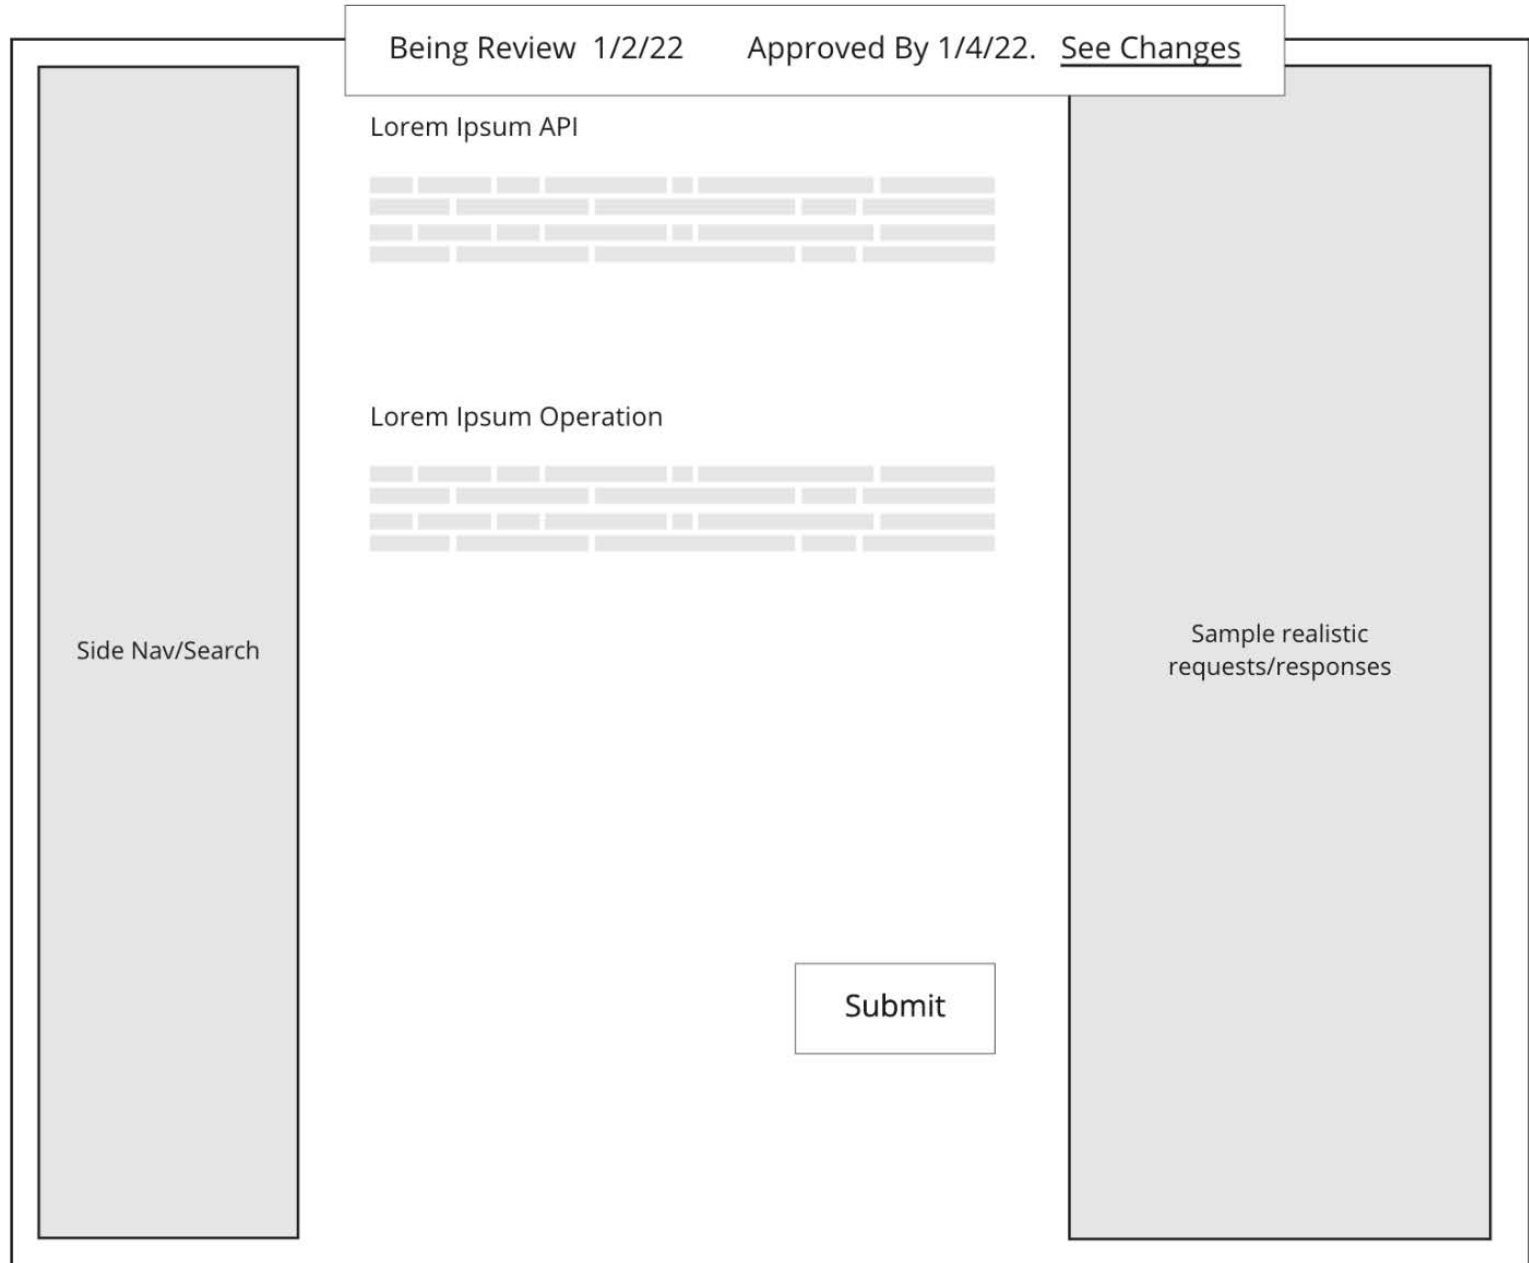 Being Review 1/2/22 Approved By 1/4/22. See Changes
Lorem Ipsum API
Lorem Ipsum Operation
Side Nav/Search
Sample realistic
requests/responses
Submit